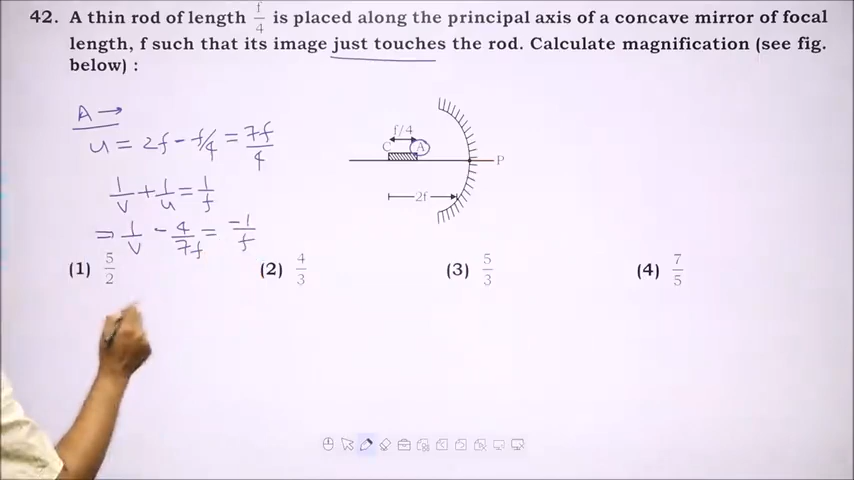 42. A thin rod of length f/4 is placed along the principal axis of a concave mirror of focal
length, f such that its image just touches the rod. Calculate magnification (see fig.
below) :
A →
u = 2f - f/4 = 7f/4
1/v + 1/u = 1/f
⇒ 1/v - 4/7f = -1/f
f/4
C A
P
2f
(1) 5/2 (2) 4/3 (3) 5/3 (4) 7/5